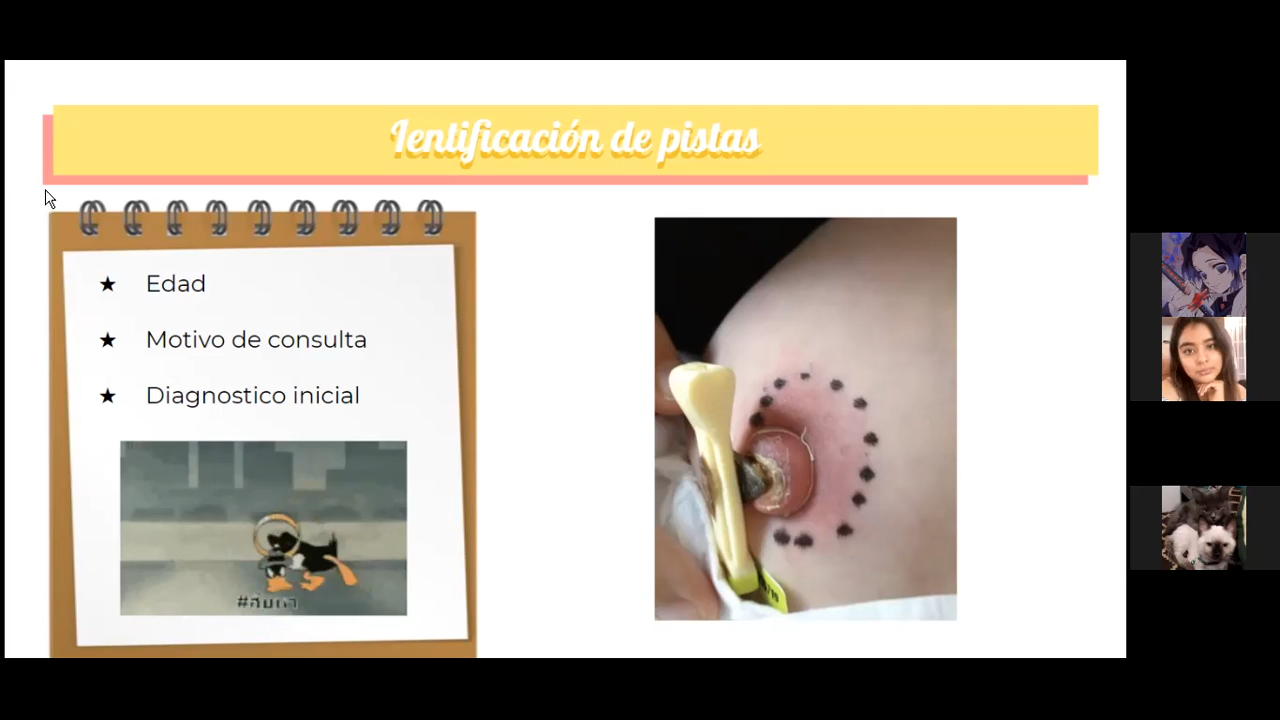 Ientificación de pistas
★ Edad
★ Motivo de consulta
★ Diagnostico inicial